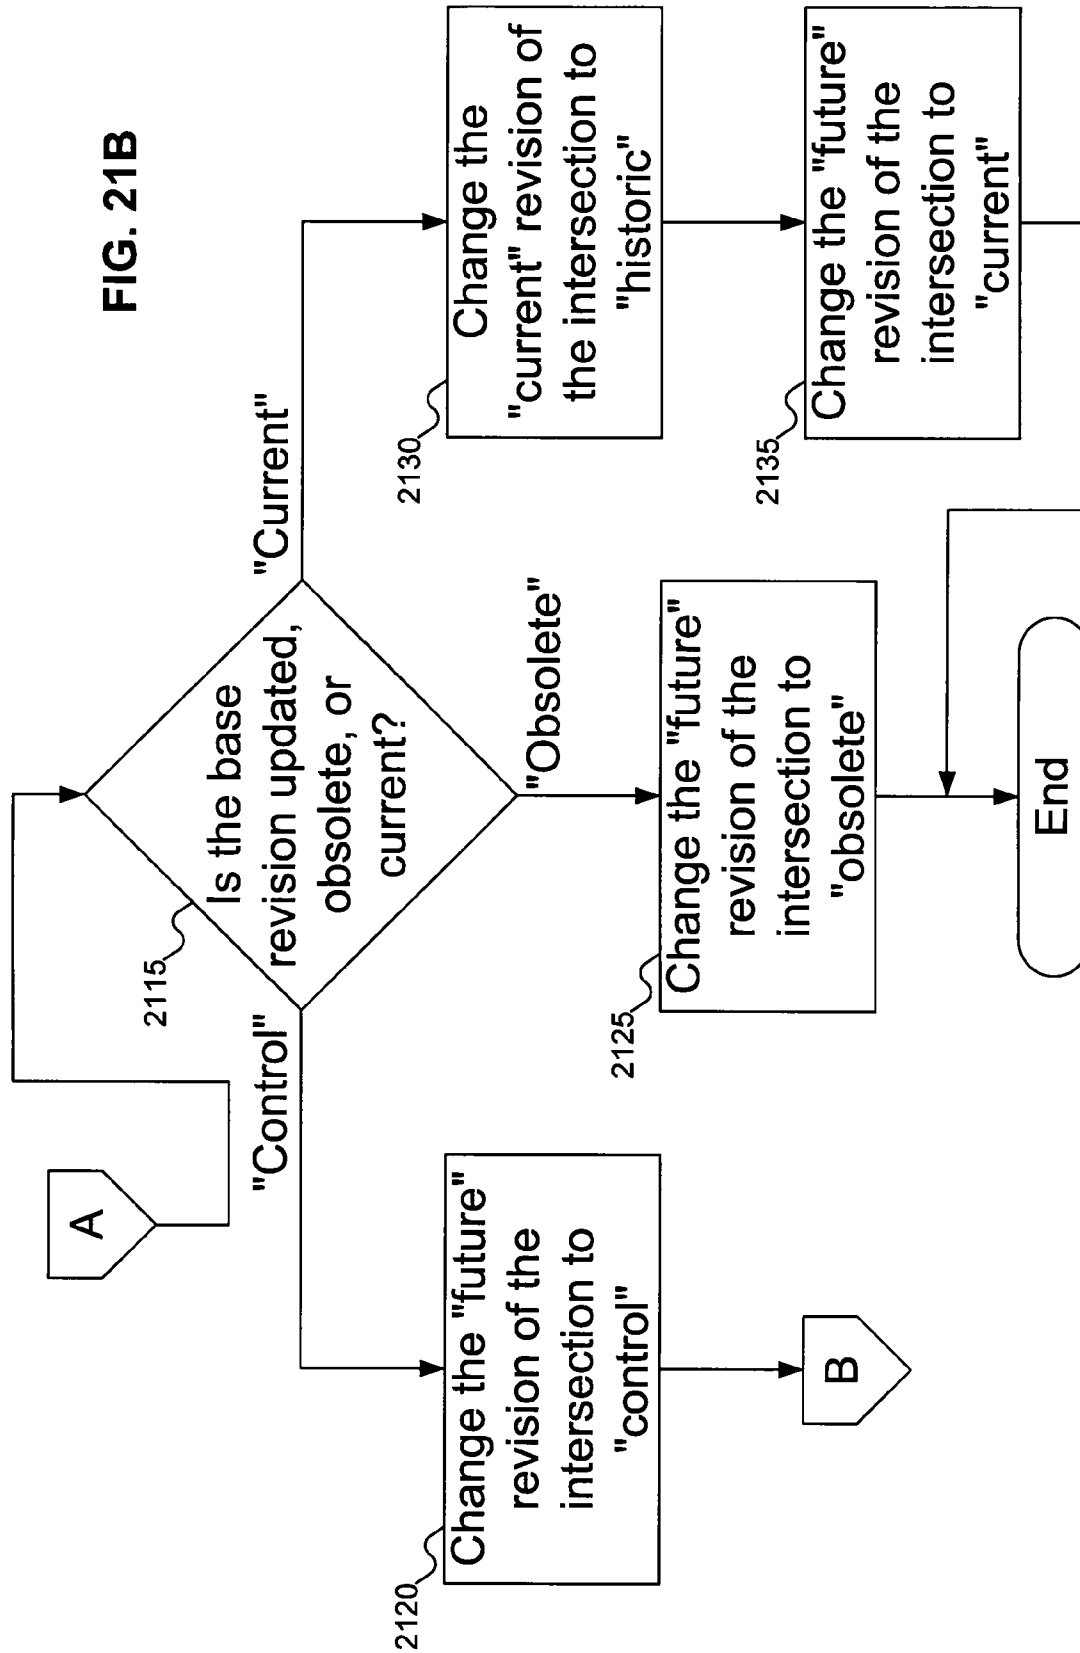 FIG. 21B
A
2115
Is the base
revision updated,
obsolete, or
current?
"Control"
"Obsolete"
"Current"
2120
Change the "future"
revision of the
intersection to
"control"
B
2125
Change the "future"
revision of the
intersection to
"obsolete"
2130
Change the
"current" revision of
the intersection to
"historic"
2135
Change the "future"
revision of the
intersection to
"current"
End